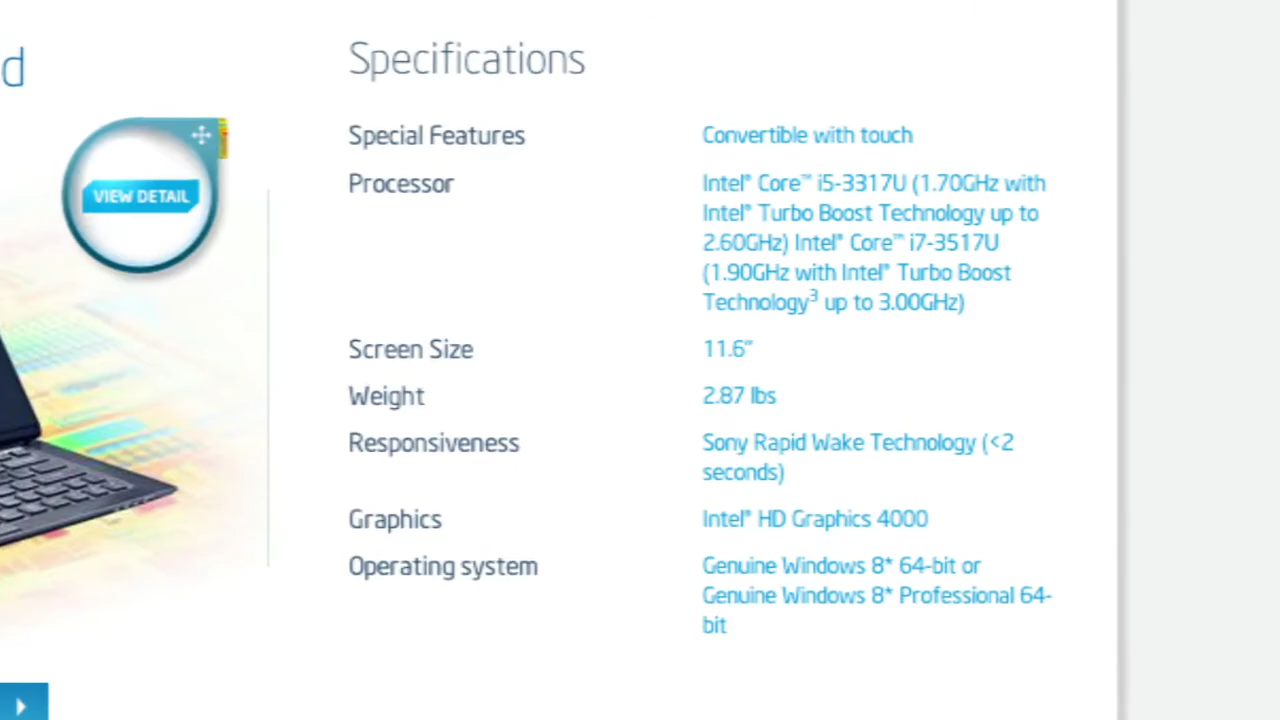 d
Specifications
VIEW DETAIL
Special Features
Convertible with touch
Processor
Intel® Core™ i5-3317U (1.70GHz with
Intel® Turbo Boost Technology up to
2.60GHz) Intel® Core™ i7-3517U
(1.90GHz with Intel® Turbo Boost
Technology³ up to 3.00GHz)
Screen Size
11.6"
Weight
2.87 lbs
Responsiveness
Sony Rapid Wake Technology (<2
seconds)
Graphics
Intel® HD Graphics 4000
Operating system
Genuine Windows 8* 64-bit or
Genuine Windows 8* Professional 64-
bit